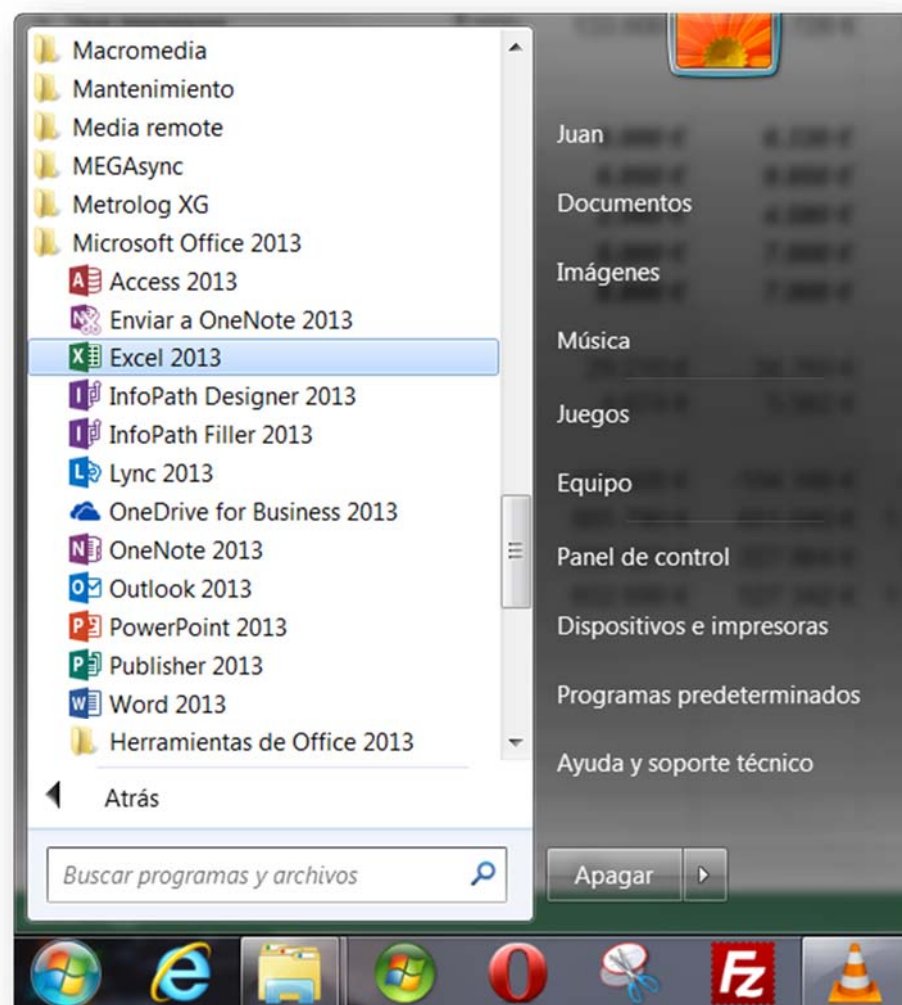 Macromedia
Mantenimiento
Media remote
MEGAsync
Metrolog XG
Microsoft Office 2013
Access 2013
Enviar a OneNote 2013
Excel 2013
InfoPath Designer 2013
InfoPath Filler 2013
Lync 2013
OneDrive for Business 2013
OneNote 2013
Outlook 2013
PowerPoint 2013
Publisher 2013
Word 2013
Herramientas de Office 2013
Atrás
Buscar programas y archivos
Juan
Documentos
Imágenes
Música
Juegos
Equipo
Panel de control
Dispositivos e impresoras
Programas predeterminados
Ayuda y soporte técnico
Apagar